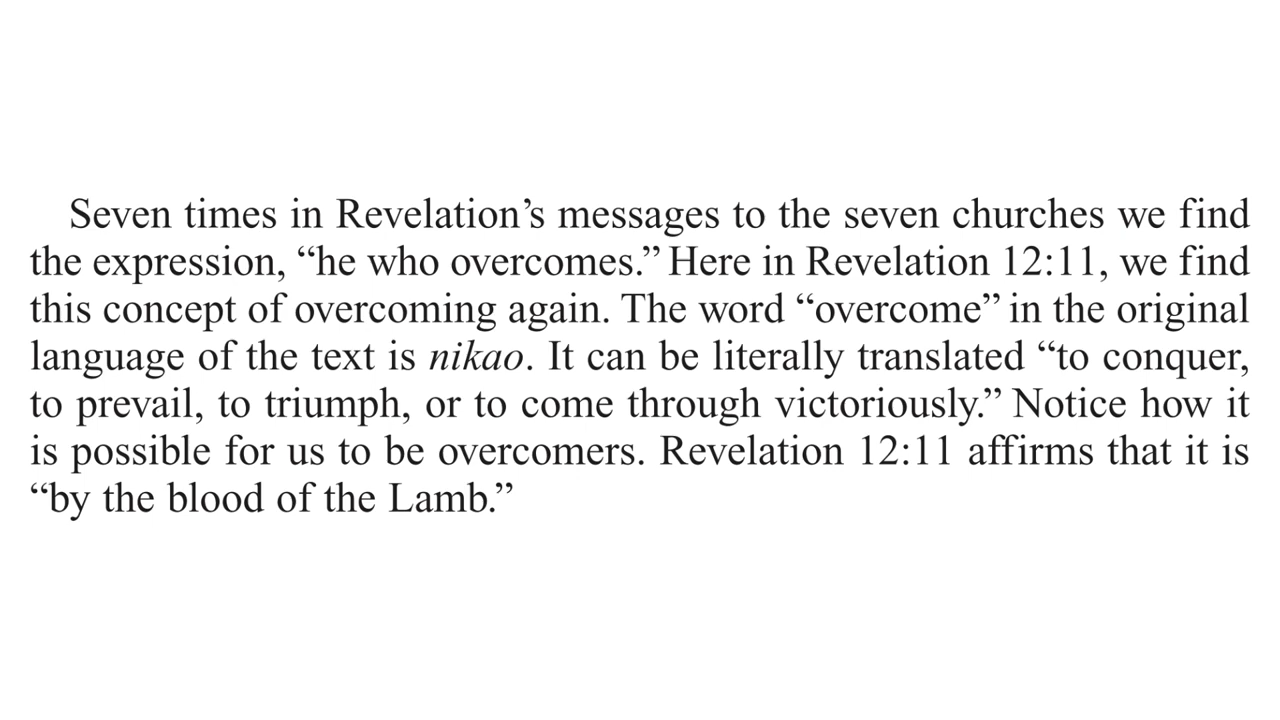 Seven times in Revelation’s messages to the seven churches we find
the expression, “he who overcomes.” Here in Revelation 12:11, we find
this concept of overcoming again. The word “overcome” in the original
language of the text is nikao. It can be literally translated “to conquer,
to prevail, to triumph, or to come through victoriously.” Notice how it
is possible for us to be overcomers. Revelation 12:11 affirms that it is
“by the blood of the Lamb.”